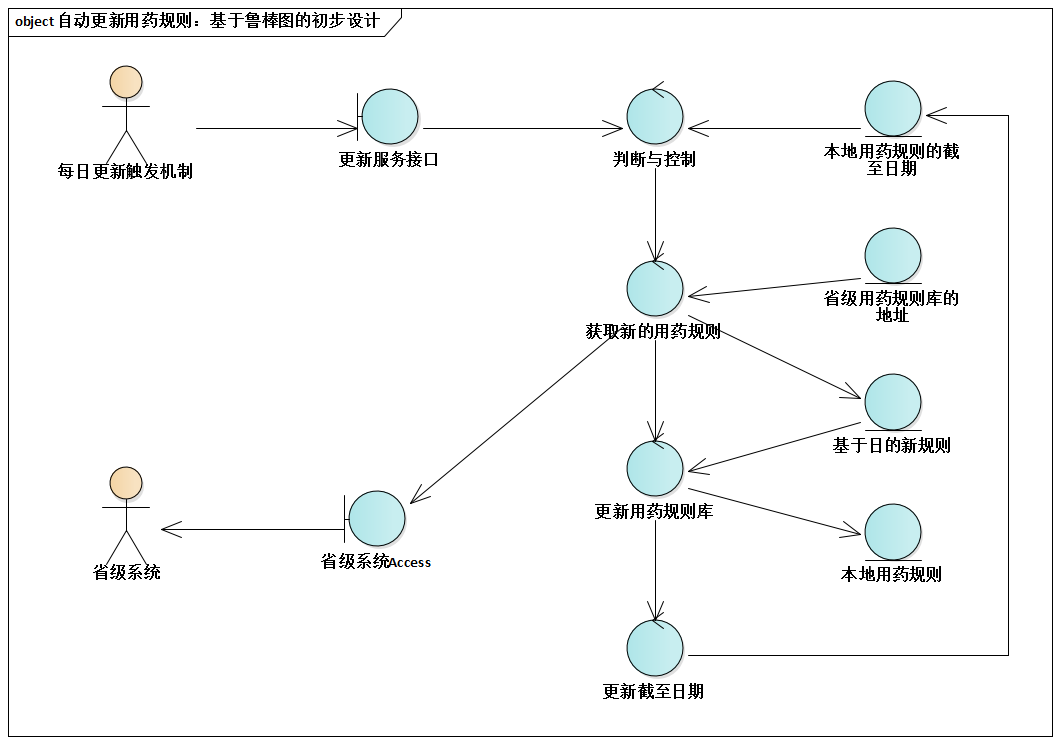 object 自动更新用药规则：基于鲁棒图的初步设计
每日更新触发机制
更新服务接口
判断与控制
本地用药规则的截
至日期
省级用药规则库的
地址
获取新的用药规则
基于日的新规则
更新用药规则库
省级系统
省级系统Access
本地用药规则
更新截至日期